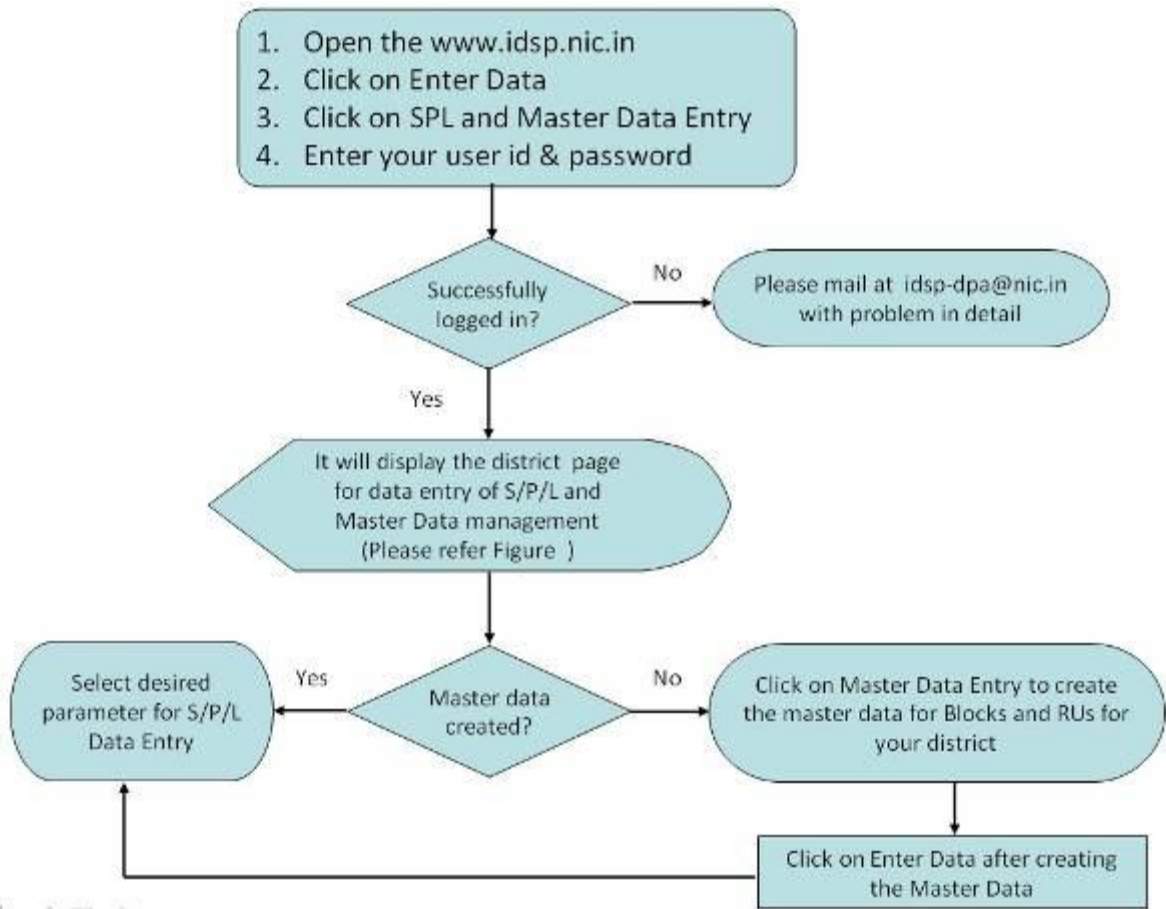 1. Open the www.idsp.nic.in
2. Click on Enter Data
3. Click on SPL and Master Data Entry
4. Enter your user id & password
Successfully
logged in?
No
Please mail at idsp-dpa@nic.in
with problem in detail
Yes
It will display the district page
for data entry of S/P/L and
Master Data management
(Please refer Figure )
Master data
created?
Yes
Select desired
parameter for S/P/L
Data Entry
No
Click on Master Data Entry to create
the master data for Blocks and RUs for
your district
Click on Enter Data after creating
the Master Data